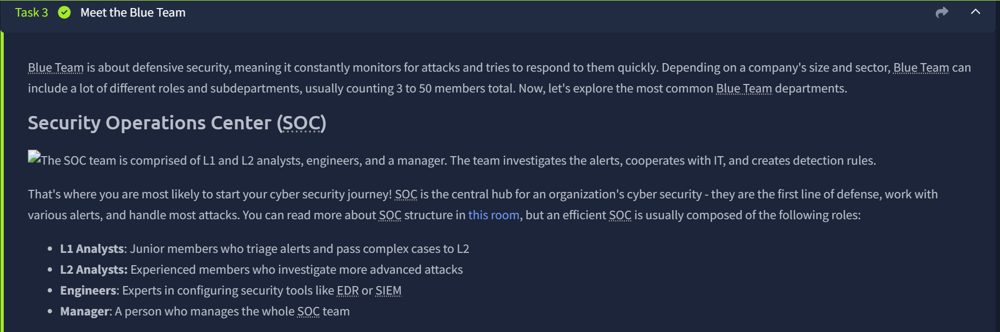 Task 3 Meet the Blue Team
Blue Team is about defensive security, meaning it constantly monitors for attacks and tries to respond to them quickly. Depending on a company's size and sector, Blue Team can
include a lot of different roles and subdepartments, usually counting 3 to 50 members total. Now, let's explore the most common Blue Team departments.
Security Operations Center (SOC)
The SOC team is comprised of L1 and L2 analysts, engineers, and a manager. The team investigates the alerts, cooperates with IT, and creates detection rules.
That's where you are most likely to start your cyber security journey! SOC is the central hub for an organization's cyber security - they are the first line of defense, work with
various alerts, and handle most attacks. You can read more about SOC structure in this room, but an efficient SOC is usually composed of the following roles:
• L1 Analysts: Junior members who triage alerts and pass complex cases to L2
• L2 Analysts: Experienced members who investigate more advanced attacks
• Engineers: Experts in configuring security tools like EDR or SIEM
• Manager: A person who manages the whole SOC team